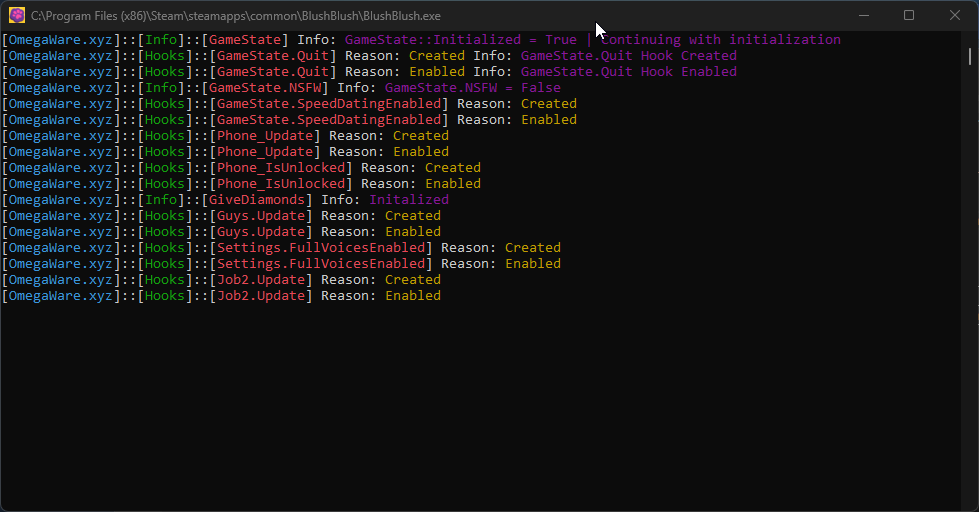 C:\Program Files (x86)\Steam\steamapps\common\BlushBlush\BlushBlush.exe
[OmegaWare.xyz]::[Info]::[GameState] Info: GameState::Initialized = True | Continuing with initialization
[OmegaWare.xyz]::[Hooks]::[GameState.Quit] Reason: Created Info: GameState.Quit Hook Created
[OmegaWare.xyz]::[Hooks]::[GameState.Quit] Reason: Enabled Info: GameState.Quit Hook Enabled
[OmegaWare.xyz]::[Info]::[GameState.NSFW] Info: GameState.NSFW = False
[OmegaWare.xyz]::[Hooks]::[GameState.SpeedDatingEnabled] Reason: Created
[OmegaWare.xyz]::[Hooks]::[GameState.SpeedDatingEnabled] Reason: Enabled
[OmegaWare.xyz]::[Hooks]::[Phone_Update] Reason: Created
[OmegaWare.xyz]::[Hooks]::[Phone_Update] Reason: Enabled
[OmegaWare.xyz]::[Hooks]::[Phone_IsUnlocked] Reason: Created
[OmegaWare.xyz]::[Hooks]::[Phone_IsUnlocked] Reason: Enabled
[OmegaWare.xyz]::[Info]::[GiveDiamonds] Info: Initalized
[OmegaWare.xyz]::[Hooks]::[Guys.Update] Reason: Created
[OmegaWare.xyz]::[Hooks]::[Guys.Update] Reason: Enabled
[OmegaWare.xyz]::[Hooks]::[Settings.FullVoicesEnabled] Reason: Created
[OmegaWare.xyz]::[Hooks]::[Settings.FullVoicesEnabled] Reason: Enabled
[OmegaWare.xyz]::[Hooks]::[Job2.Update] Reason: Created
[OmegaWare.xyz]::[Hooks]::[Job2.Update] Reason: Enabled